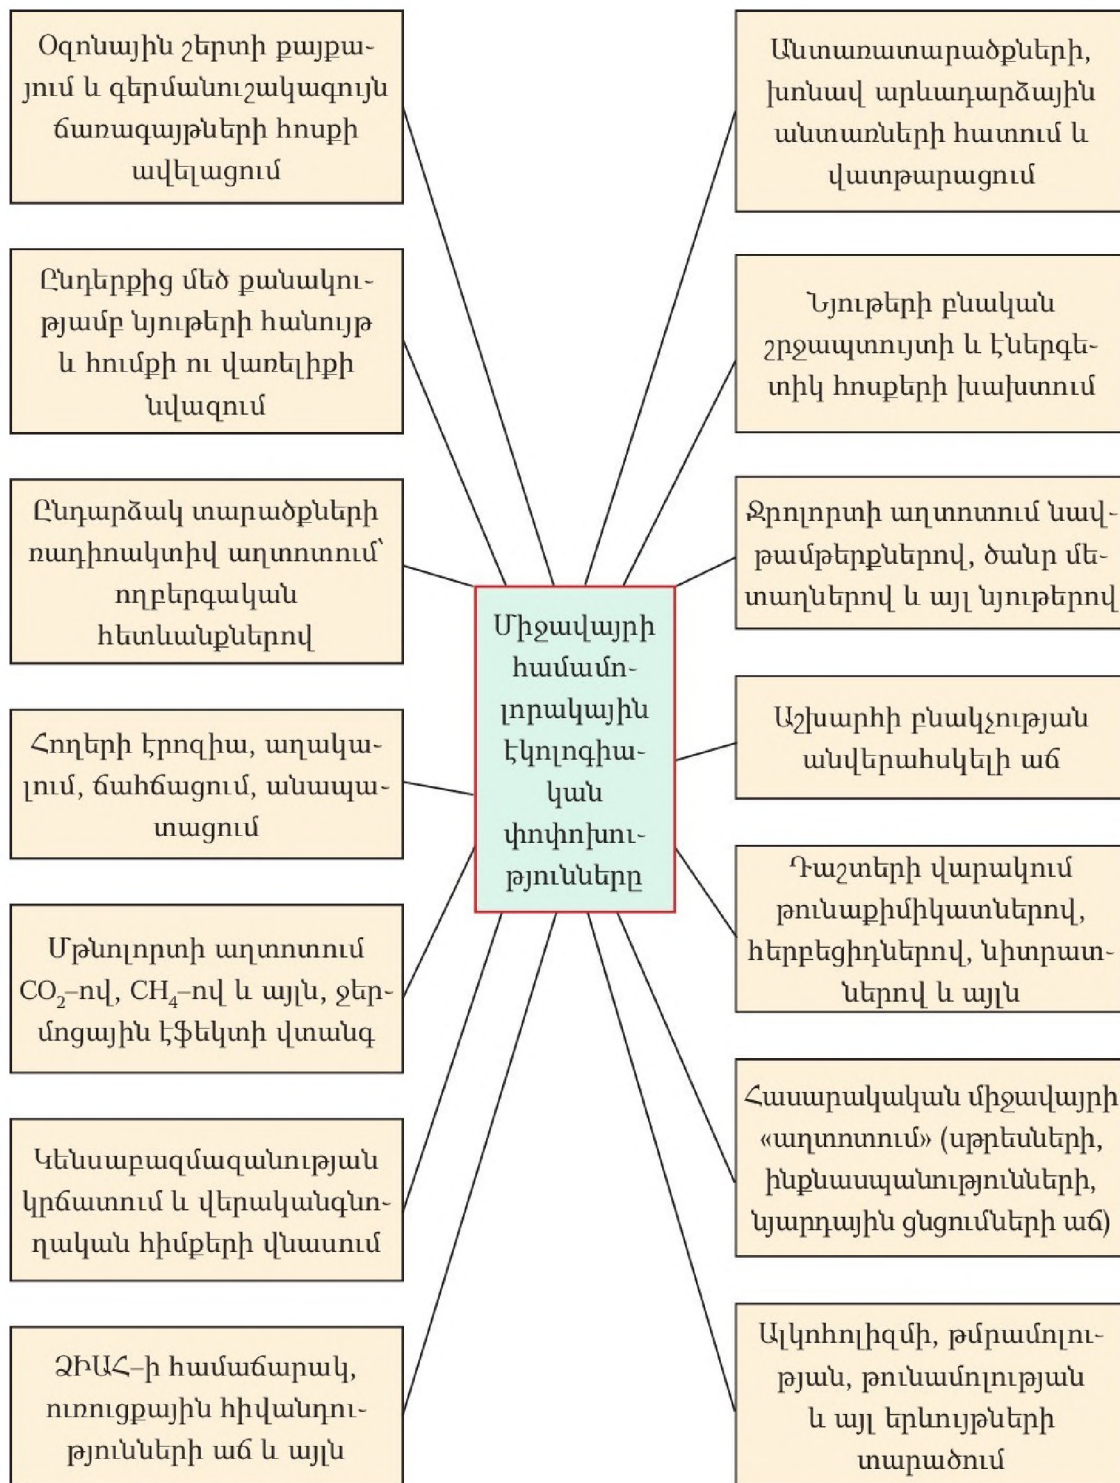 Օզոնային շերտի քայքա-
յում և գերմանուշակագույն
ճառագայթների հոսքի
ավելացում
Ընդերքից մեծ քանակու-
թյամբ նյութերի հանույթ
և հումքի ու վառելիքի
նվազում
Ընդարձակ տարածքների
ռադիոակտիվ աղտոտում՝
ողբերգական
հետևանքներով
Հողերի էրոզիա, աղակա-
լում, ճահճացում, անապա-
տացում
Մթնոլորտի աղտոտում
CO₂–ով, CH₄–ով և այլն, ջեր-
մոցային էֆեկտի վտանգ
Կենսաբազմազանության
կրճատում և վերականգնո-
ղական հիմքերի վնասում
ՁԻԱՀ–ի համաճարակ,
ուռուցքային հիվանդու-
թյունների աճ և այլն
Միջավայրի
համամո-
լորակային
էկոլոգիա-
կան
փոփոխու-
թյունները
Անտառատարածքների,
խոնավ արևադարձային
անտառների հատում և
վատթարացում
Նյութերի բնական
շրջապտույտի և էներգե-
տիկ հոսքերի խախտում
Ջրոլորտի աղտոտում նավ-
թամթերքներով, ծանր մե-
տաղներով և այլ նյութերով
Աշխարհի բնակչության
անվերահսկելի աճ
Դաշտերի վարակում
թունաքիմիկատներով,
հերբեցիդներով, նիտրատ-
ներով և այլն
Հասարակական միջավայրի
«աղտոտում» (սթրեսների,
ինքնասպանությունների,
նյարդային ցնցումների աճ)
Ալկոհոլիզմի, թմրամոլու-
թյան, թունամոլության
և այլ երևույթների
տարածում